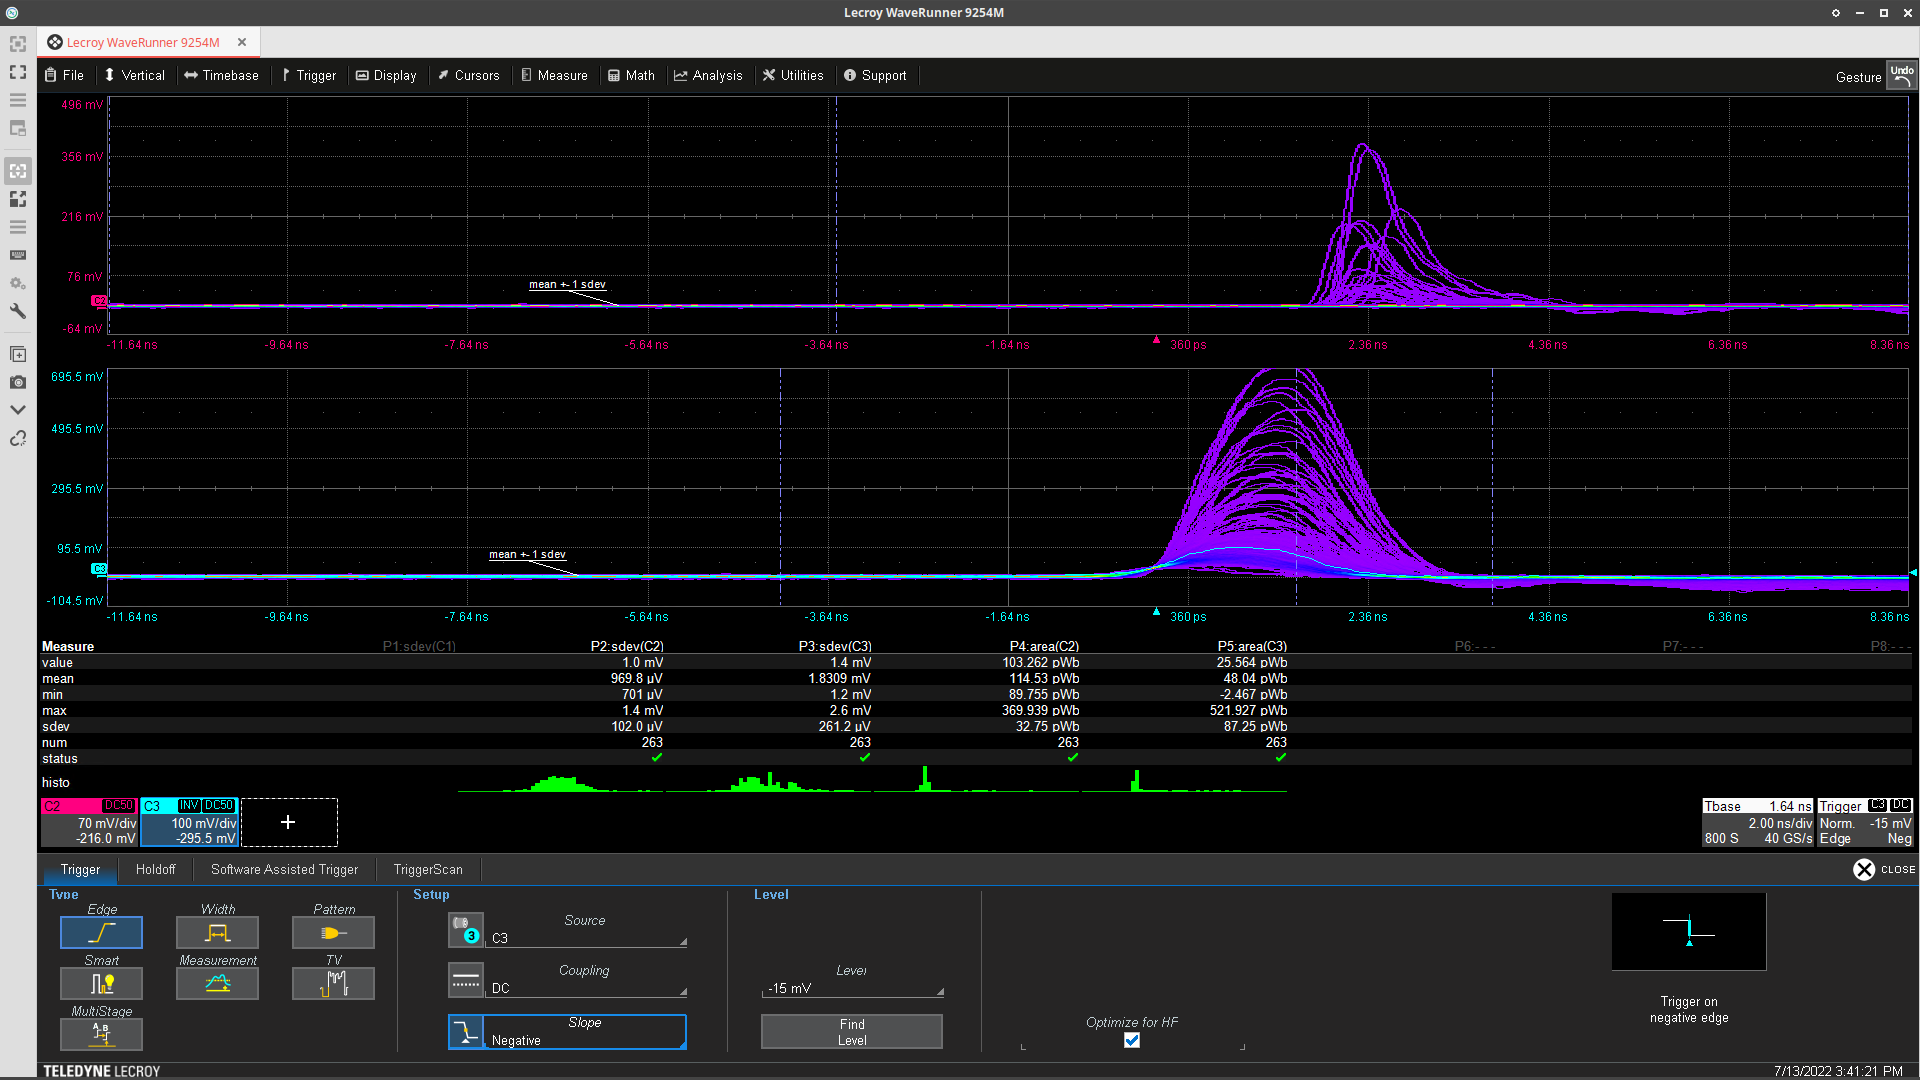 Lecroy WaveRunner 9254M
Lecroy WaveRunner 9254M
File Vertical Timebase Trigger Display Cursors Measure Math Analysis Utilities Support
Gesture Undo
496 mV
356 mV
216 mV
76 mV
mean +- 1 sdev
C2
-64 mV
-11.64 ns -9.64 ns -7.64 ns -5.64 ns -3.64 ns -1.64 ns 360 ps 2.36 ns 4.36 ns 6.36 ns 8.36 ns
695.5 mV
495.5 mV
295.5 mV
95.5 mV
mean +- 1 sdev
C3
-104.5 mV
-11.64 ns -9.64 ns -7.64 ns -5.64 ns -3.64 ns -1.64 ns 360 ps 2.36 ns 4.36 ns 6.36 ns 8.36 ns
Measure P1:sdev(C1) P2:sdev(C2) P3:sdev(C3) P4:area(C2) P5:area(C3) P6:- - - P7:- - - P8:- - -
value 1.0 mV 1.4 mV 103.262 pWb 25.564 pWb
mean 969.8 µV 1.8309 mV 114.53 pWb 48.04 pWb
min 701 µV 1.2 mV 89.755 pWb -2.467 pWb
max 1.4 mV 2.6 mV 369.939 pWb 521.927 pWb
sdev 102.0 µV 261.2 µV 32.75 pWb 87.25 pWb
num 263 263 263 263
status
histo
C2 DC50
70 mV/div
-216.0 mV
C3 INV DC50
100 mV/div
-295.5 mV
+
Tbase 1.64 ns
2.00 ns/div
800 S 40 GS/s
Trigger C3 DC
Norm. -15 mV
Edge Neg
Trigger Holdoff Software Assisted Trigger TriggerScan
CLOSE
Type
Edge Width Pattern
Smart Measurement TV
MultiStage
A B
Setup
Source
3
C3
Coupling
DC
Slope
Negative
Level
Level
-15 mV
Find
Level
Optimize for HF
Trigger on
negative edge
TELEDYNE LECROY
7/13/2022 3:41:21 PM